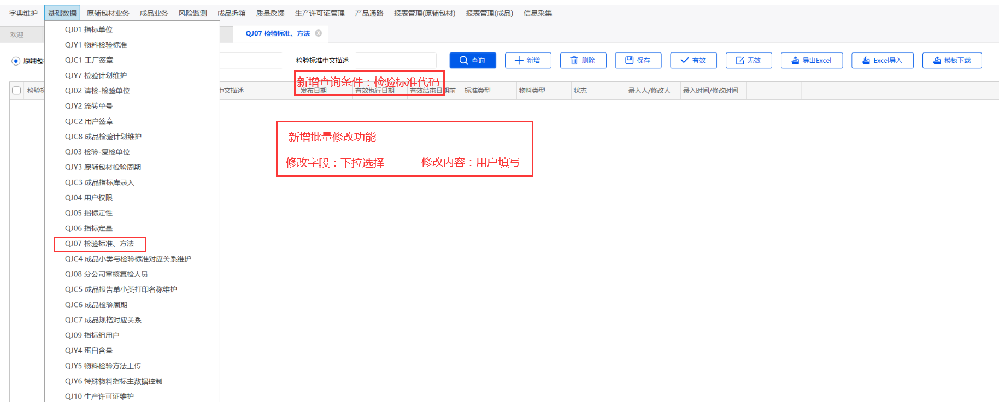 字典维护 基础数据 原辅包材业务 成品业务 风险监测 成品拆箱 质量反馈 生产许可证管理 产品通路 报表管理(原辅包材) 报表管理(成品) 信息采集
欢迎 QJ07 检验标准、方法
原辅包 检验标准中文描述 查询 新增 删除 保存 有效 无效 导出Excel Excel导入 模板下载
新增查询条件：检验标准代码
检验 中文描述 发布日期 有效执行日期 有效结束日期前 标准类型 物料类型 状态 录入人/修改人 录入时间/修改时间
QJ01 指标单位
QJY1 物料检验标准
QJC1 工厂签章
QJY7 检验计划维护
QJ02 请检-检验单位
QJY2 流转单号
QJC2 用户签章
QJC8 成品检验计划维护
QJ03 检验-复检单位
QJY3 原辅包材检验周期
QJC3 成品指标库录入
QJ04 用户权限
QJ05 指标定性
QJ06 指标定量
QJ07 检验标准、方法
QJC4 成品小类与检验标准对应关系维护
QJ08 分公司审核复检人员
QJC5 成品报告单小类打印名称维护
QJC6 成品检验周期
QJC7 成品规格对应关系
QJ09 指标组用户
QJY4 蛋白含量
QJY5 物料检验方法上传
QJY6 特殊物料指标主数据控制
QJ10 生产许可证维护
新增批量修改功能
修改字段：下拉选择 修改内容：用户填写